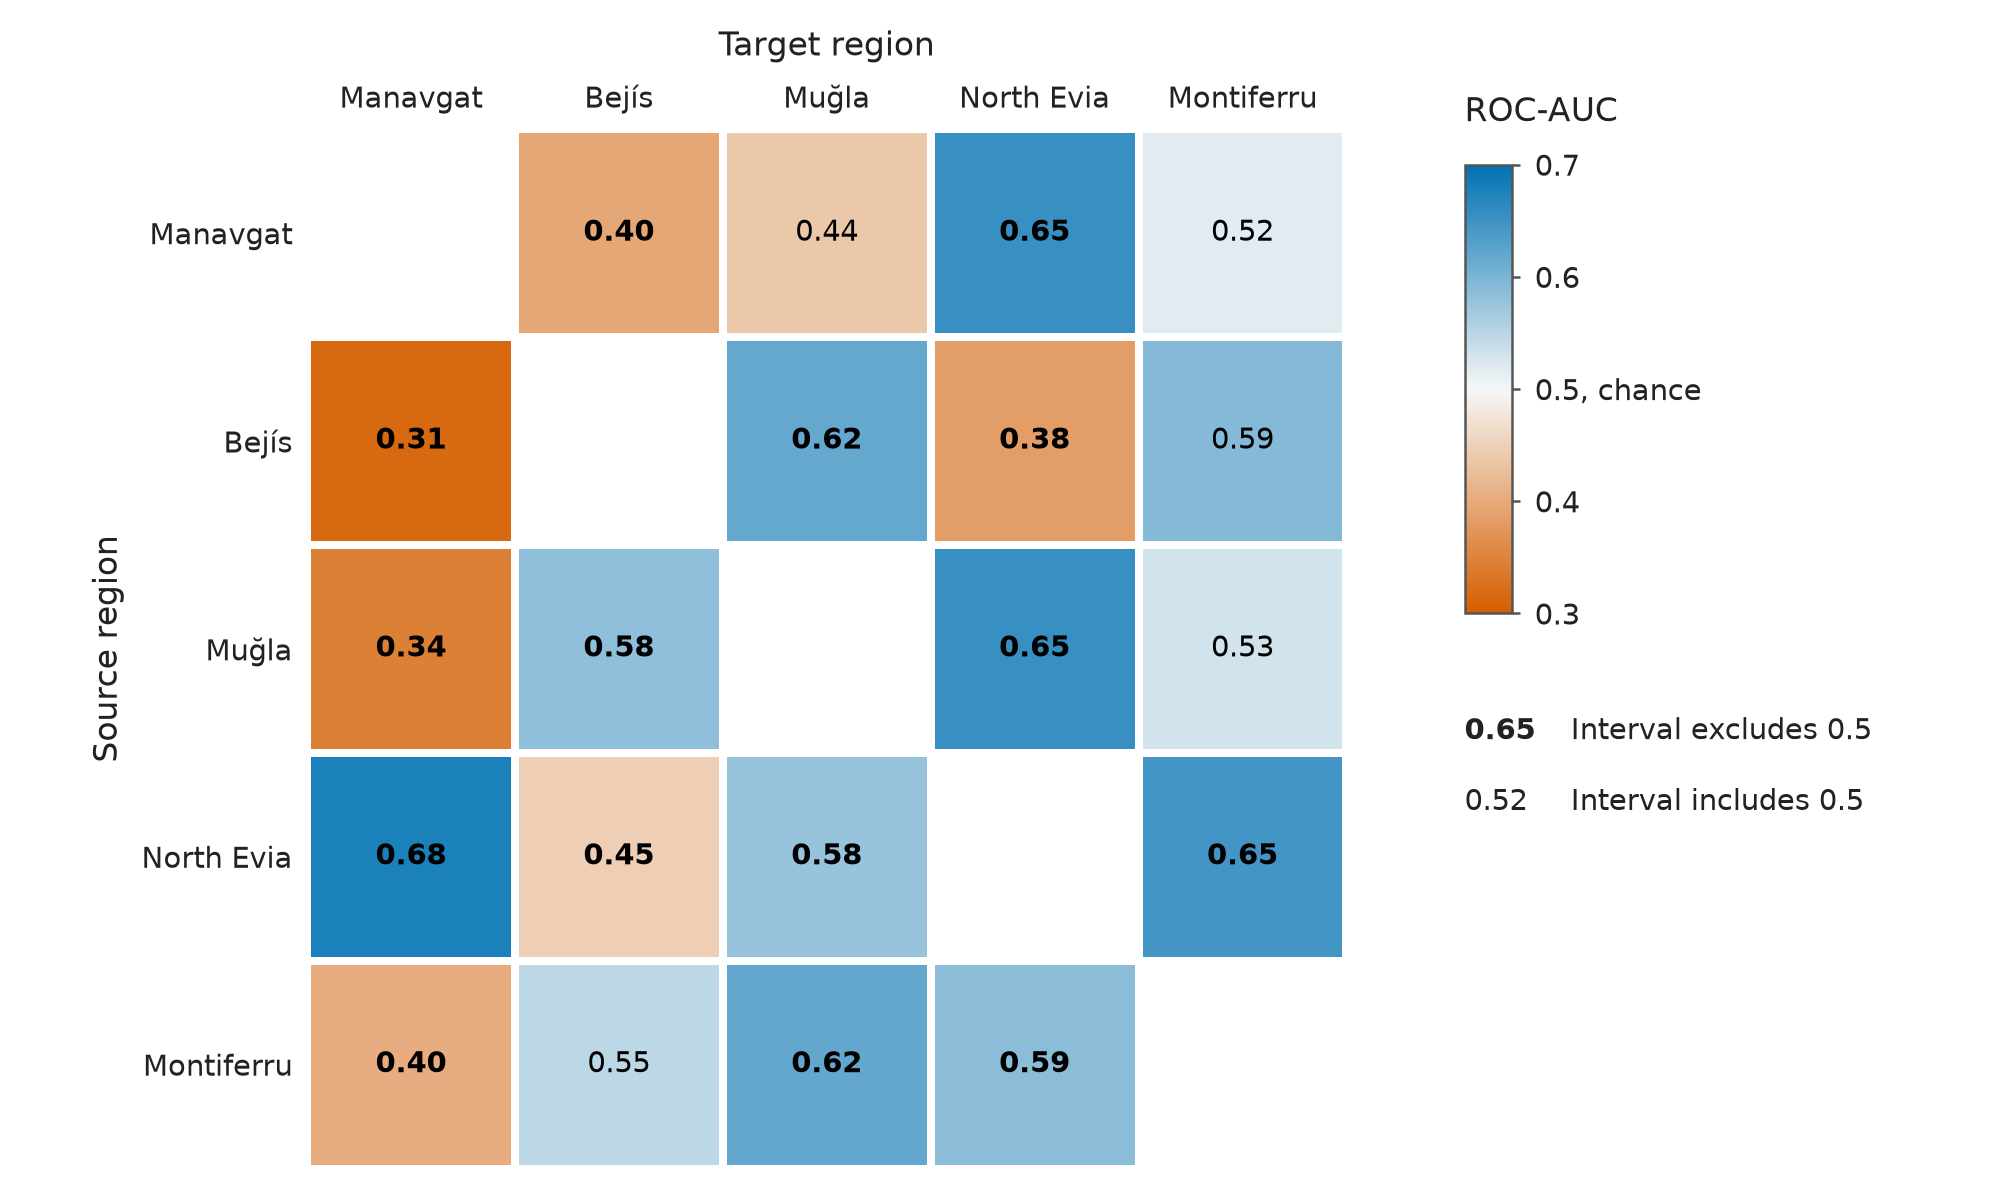 Target region
Manavgat Bejís Muğla North Evia Montiferru
ROC-AUC
0.7
0.6
0.5, chance
0.4
0.3
Source region
Manavgat 0.40 0.44 0.65 0.52
Bejís 0.31 0.62 0.38 0.59
Muğla 0.34 0.58 0.65 0.53
North Evia 0.68 0.45 0.58 0.65
Montiferru 0.40 0.55 0.62 0.59
0.65 Interval excludes 0.5
0.52 Interval includes 0.5